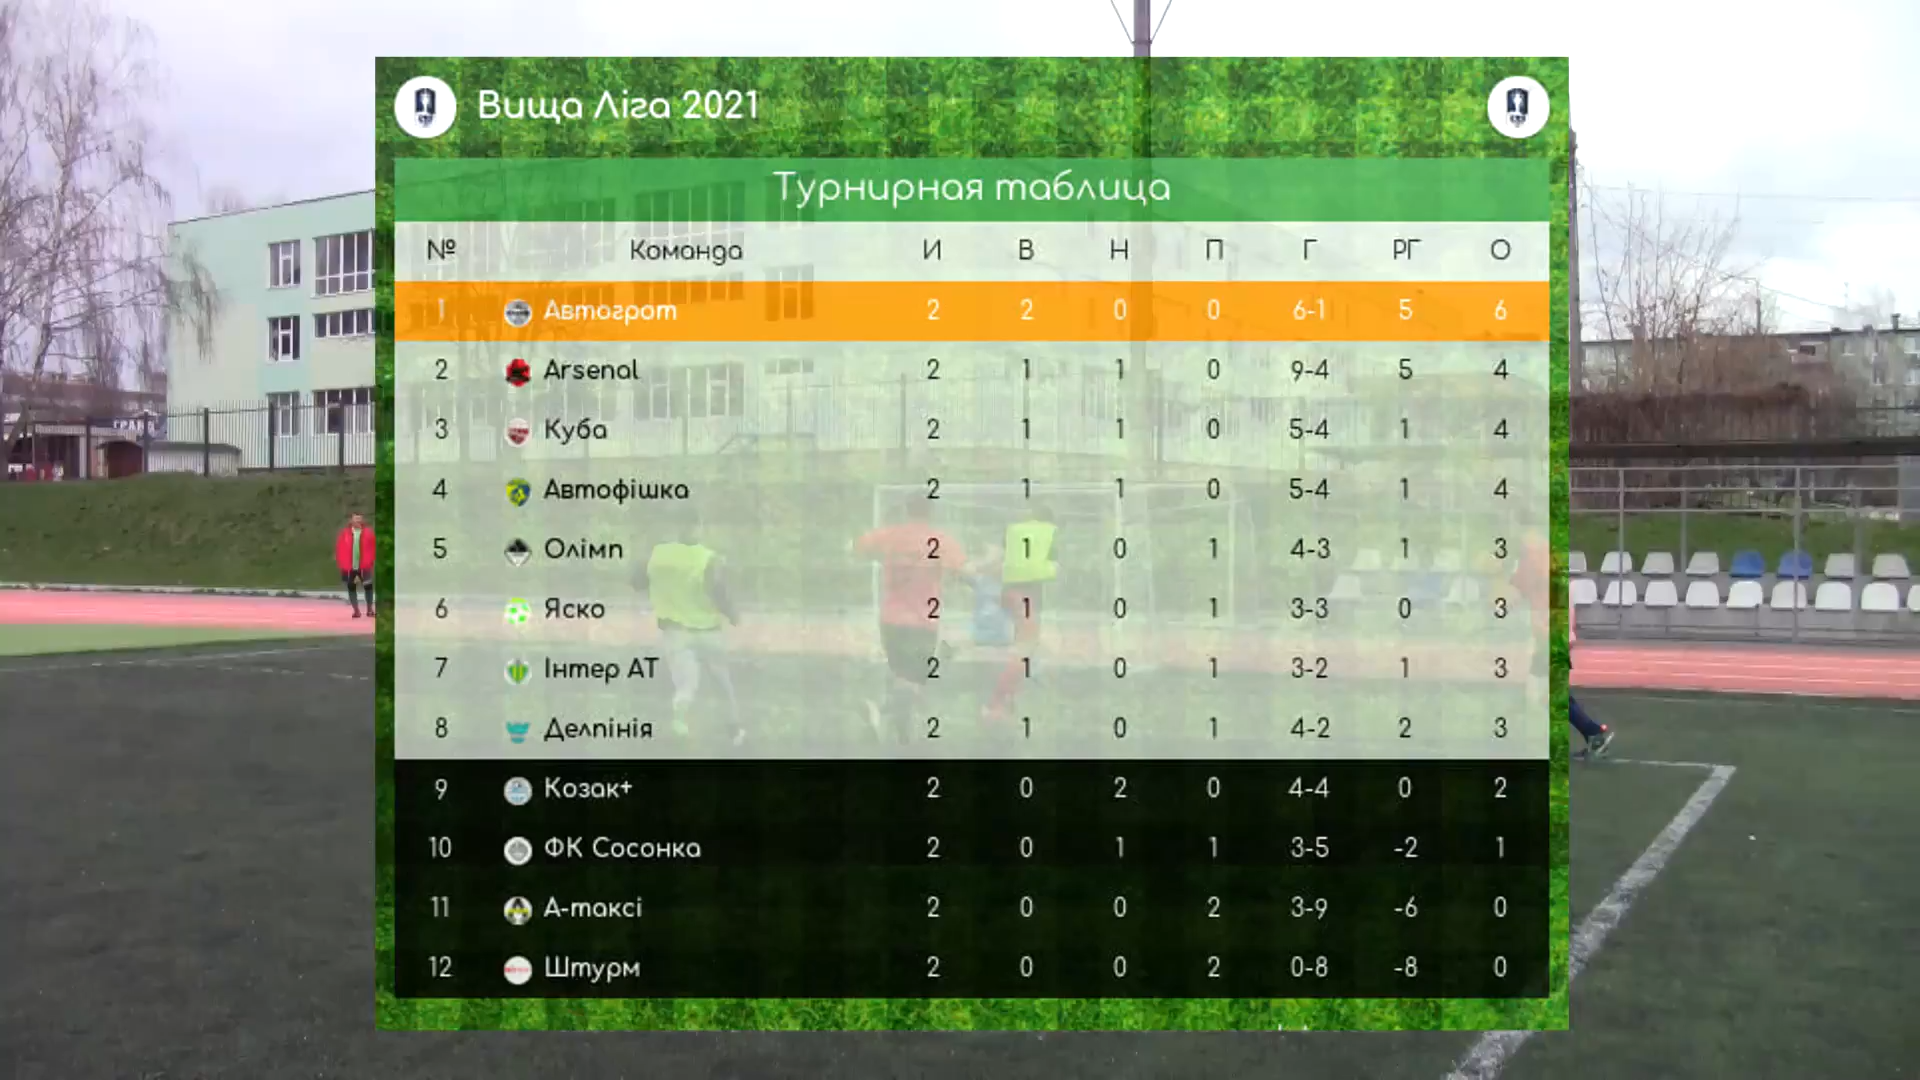 Вища Ліга 2021
Турнирная таблица
№ Команда И В Н П Г РГ О
1 Автогрот 2 2 0 0 6-1 5 6
2 Arsenal 2 1 1 0 9-4 5 4
3 Куба 2 1 1 0 5-4 1 4
4 Автофішка 2 1 1 0 5-4 1 4
5 Олімп 2 1 0 1 4-3 1 3
6 Яско 2 1 0 1 3-3 0 3
7 Інтер АТ 2 1 0 1 3-2 1 3
8 Делпінія 2 1 0 1 4-2 2 3
9 Козак+ 2 0 2 0 4-4 0 2
10 ФК Сосонка 2 0 1 1 3-5 -2 1
11 А-таксі 2 0 0 2 3-9 -6 0
12 Штурм 2 0 0 2 0-8 -8 0